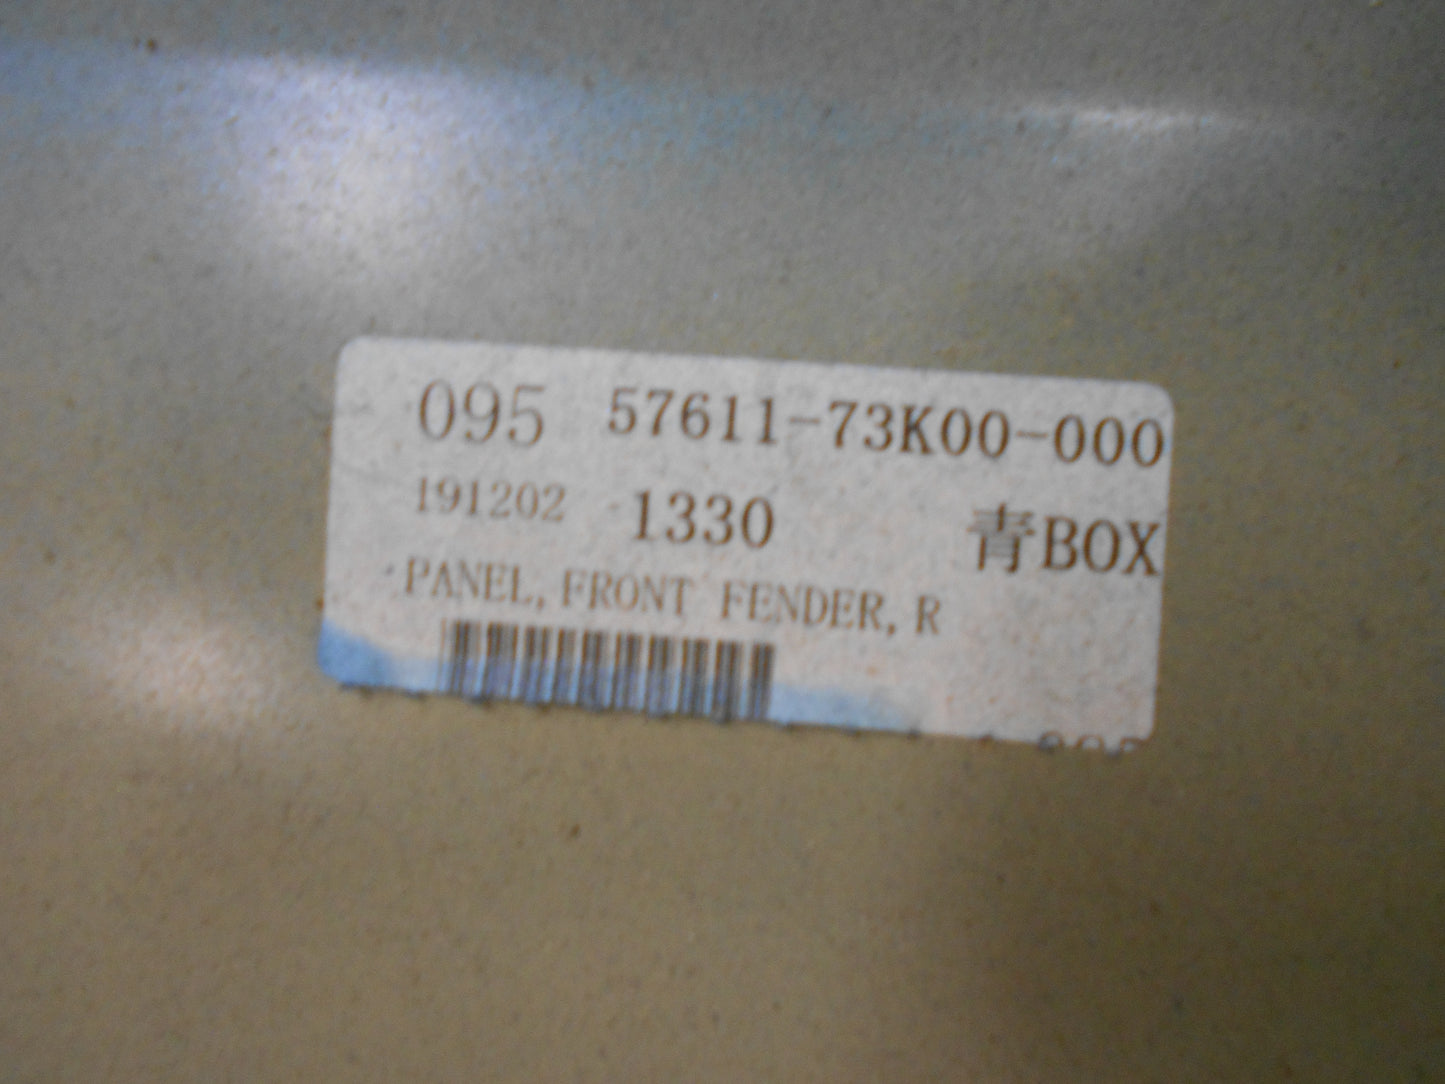 095 57611-73K00-000
191202 1330 青BOX
PANEL, FRONT FENDER, R